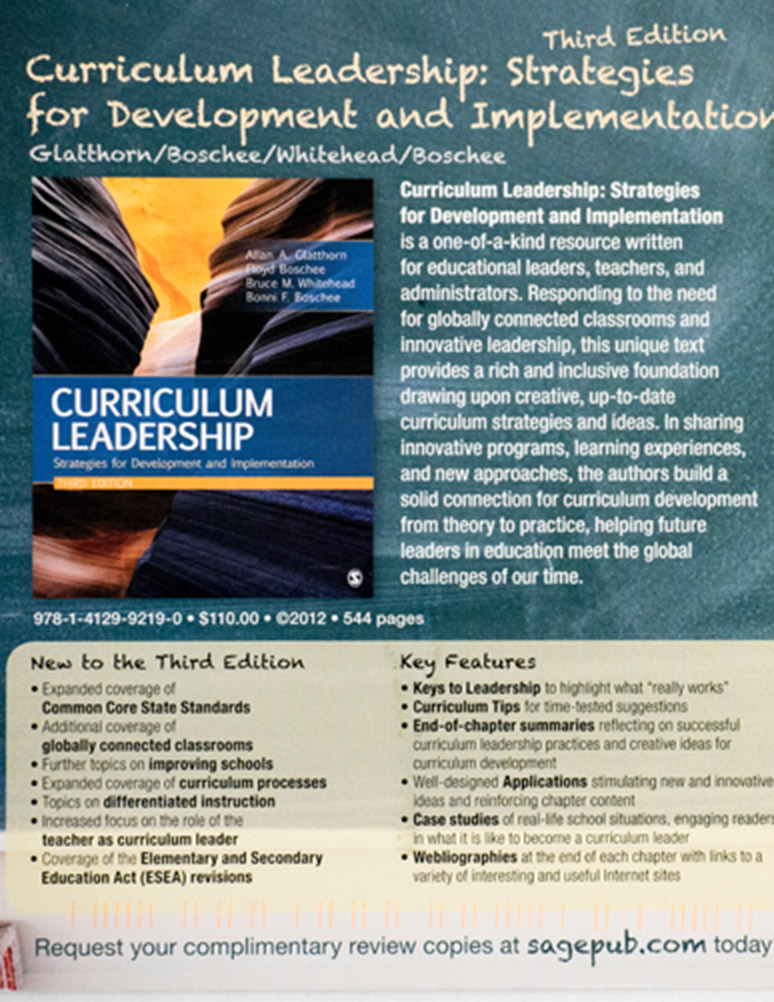 Third Edition
Curriculum Leadership: Strategies
for Development and Implementation
Glatthorn/Boschee/Whitehead/Boschee
Allan A. Glatthorn
Floyd Boschee
Bruce M. Whitehead
Bonni F. Boschee
CURRICULUM
LEADERSHIP
Strategies for Development and Implementation
THIRD EDITION
Curriculum Leadership: Strategies
for Development and Implementation
is a one-of-a-kind resource written
for educational leaders, teachers, and
administrators. Responding to the need
for globally connected classrooms and
innovative leadership, this unique text
provides a rich and inclusive foundation
drawing upon creative, up-to-date
curriculum strategies and ideas. In sharing
innovative programs, learning experiences,
and new approaches, the authors build a
solid connection for curriculum development
from theory to practice, helping future
leaders in education meet the global
challenges of our time.
978-1-4129-9219-0 • $110.00 • ©2012 • 544 pages
New to the Third Edition
• Expanded coverage of
Common Core State Standards
• Additional coverage of
globally connected classrooms
• Further topics on improving schools
• Expanded coverage of curriculum processes
• Topics on differentiated instruction
• Increased focus on the role of the
teacher as curriculum leader
• Coverage of the Elementary and Secondary
Education Act (ESEA) revisions
Key Features
• Keys to Leadership to highlight what "really works"
• Curriculum Tips for time-tested suggestions
• End-of-chapter summaries reflecting on successful
curriculum leadership practices and creative ideas for
curriculum development
• Well-designed Applications stimulating new and innovative
ideas and reinforcing chapter content
• Case studies of real-life school situations, engaging readers
in what it is like to become a curriculum leader
• Webliographies at the end of each chapter with links to a
variety of interesting and useful Internet sites
Request your complimentary review copies at sagepub.com today